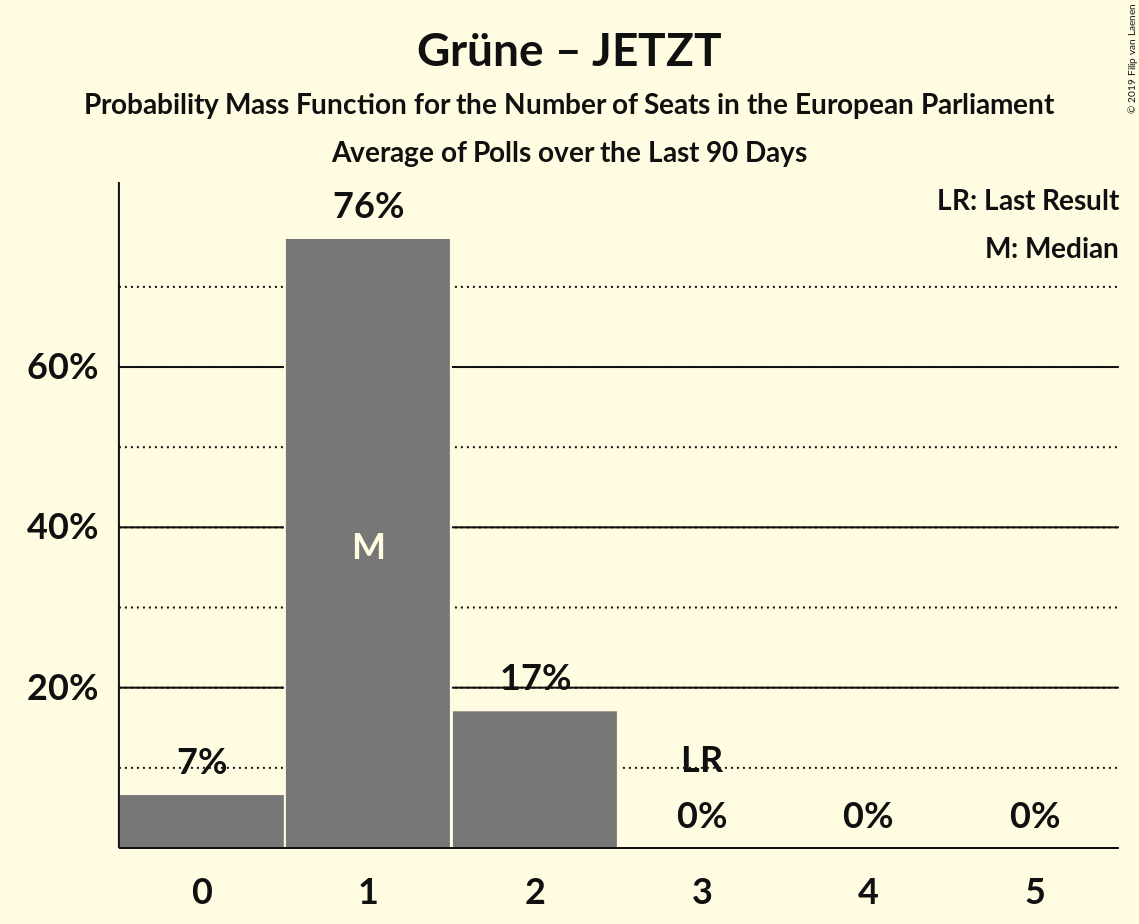 Grüne – JETZT
Probability Mass Function for the Number of Seats in the European Parliament
Average of Polls over the Last 90 Days
© 2019 Filip van Laenen
LR: Last Result
M: Median
76%
60%
40%
M
20%
17%
7%
LR
0%
0%
0%
0
1
2
3
4
5